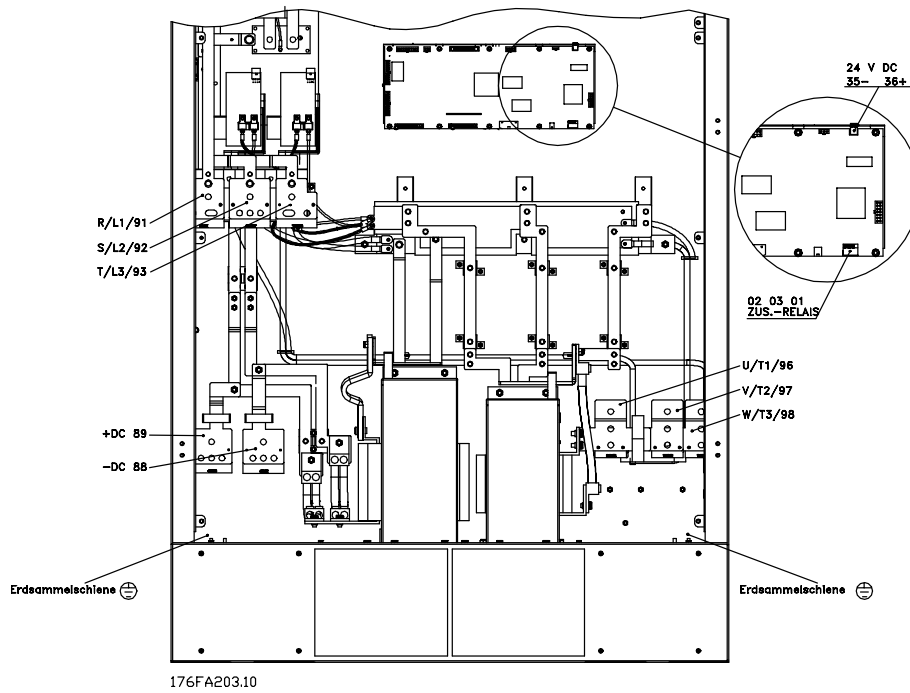 24 V DC
35- 36+
R/L1/91
S/L2/92
T/L3/93
02 03 01
ZUS.-RELAIS
U/T1/96
V/T2/97
W/T3/98
+DC 89
-DC 88
Erdsammelschiene
Erdsammelschiene
176FA203.10